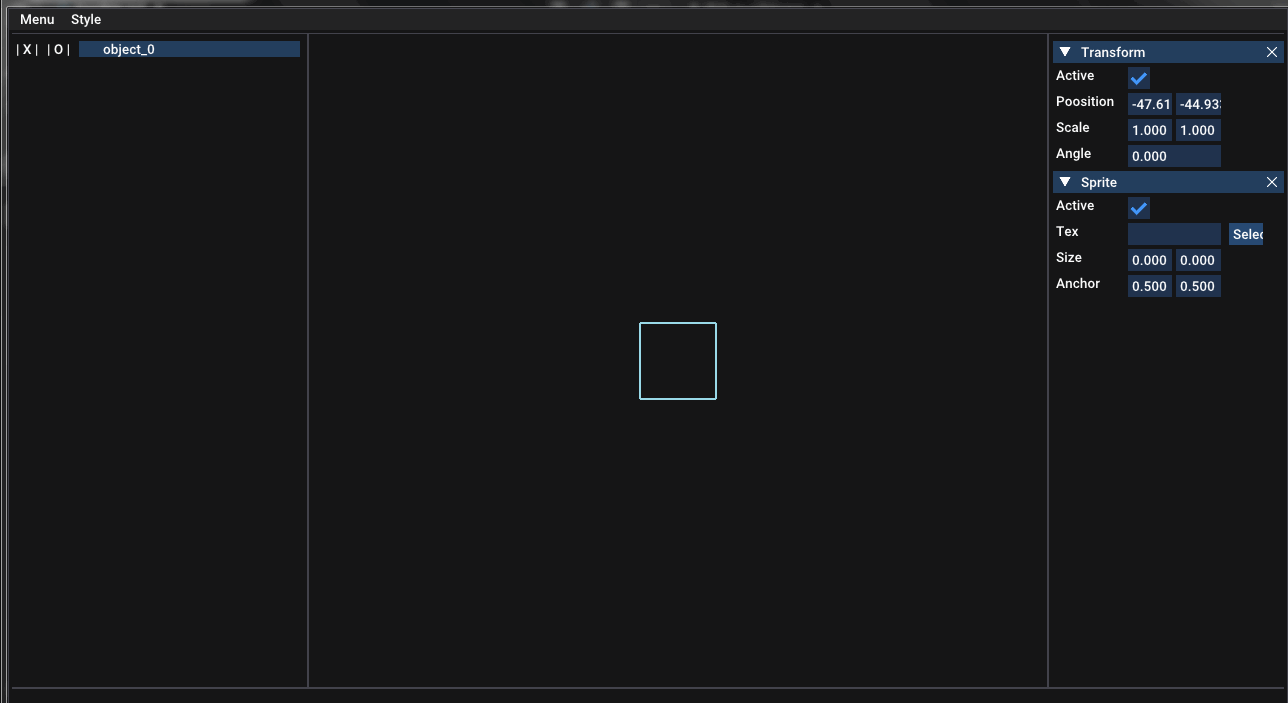 Menu Style
|X| |O| object_0
Transform
Active
Poosition -47.61 -44.93
Scale 1.000 1.000
Angle 0.000
Sprite
Active
Tex Selec
Size 0.000 0.000
Anchor 0.500 0.500